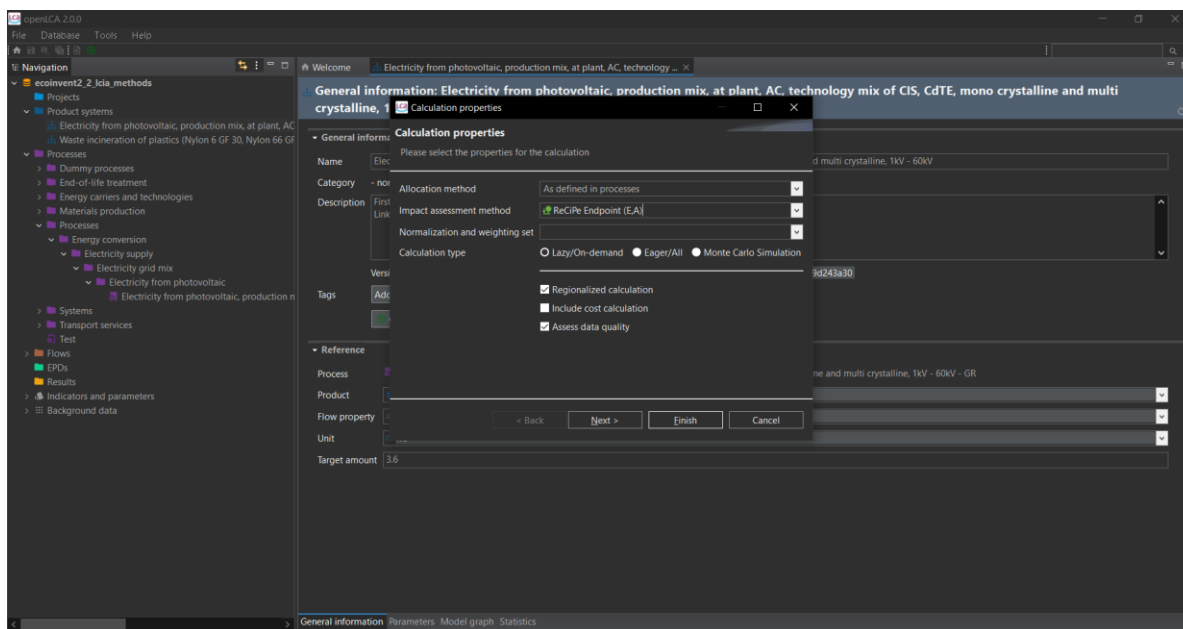 openLCA 2.0.0
File Database Tools Help
Navigation
ecoinvent2_2_lcia_methods
Projects
Product systems
Electricity from photovoltaic, production mix, at plant, AC
Waste incineration of plastics (Nylon 6 GF 30, Nylon 66 GF
Processes
Dummy processes
End-of-life treatment
Energy carriers and technologies
Materials production
Processes
Energy conversion
Electricity supply
Electricity grid mix
Electricity from photovoltaic
Electricity from photovoltaic, production n
Systems
Transport services
Test
Flows
EPDs
Results
Indicators and parameters
Background data
Welcome
Electricity from photovoltaic, production mix, at plant, AC, technology ...
General information: Electricity from photovoltaic, production mix, at plant, AC, technology mix of CIS, CdTE, mono crystalline and multi
crystalline, 1
General informa
Name Elec d multi crystalline, 1kV - 60kV
Category - nor
Description First
Link
Versi 9d243a30
Tags Add
Reference
Process ne and multi crystalline, 1kV - 60kV - GR
Product
Flow property
Unit
Target amount 3.6
Calculation properties
Calculation properties
Please select the properties for the calculation
Allocation method As defined in processes
Impact assessment method ReCiPe Endpoint (E,A)
Normalization and weighting set
Calculation type Lazy/On-demand Eager/All Monte Carlo Simulation
Regionalized calculation
Include cost calculation
Assess data quality
< Back Next > Finish Cancel
General information Parameters Model graph Statistics